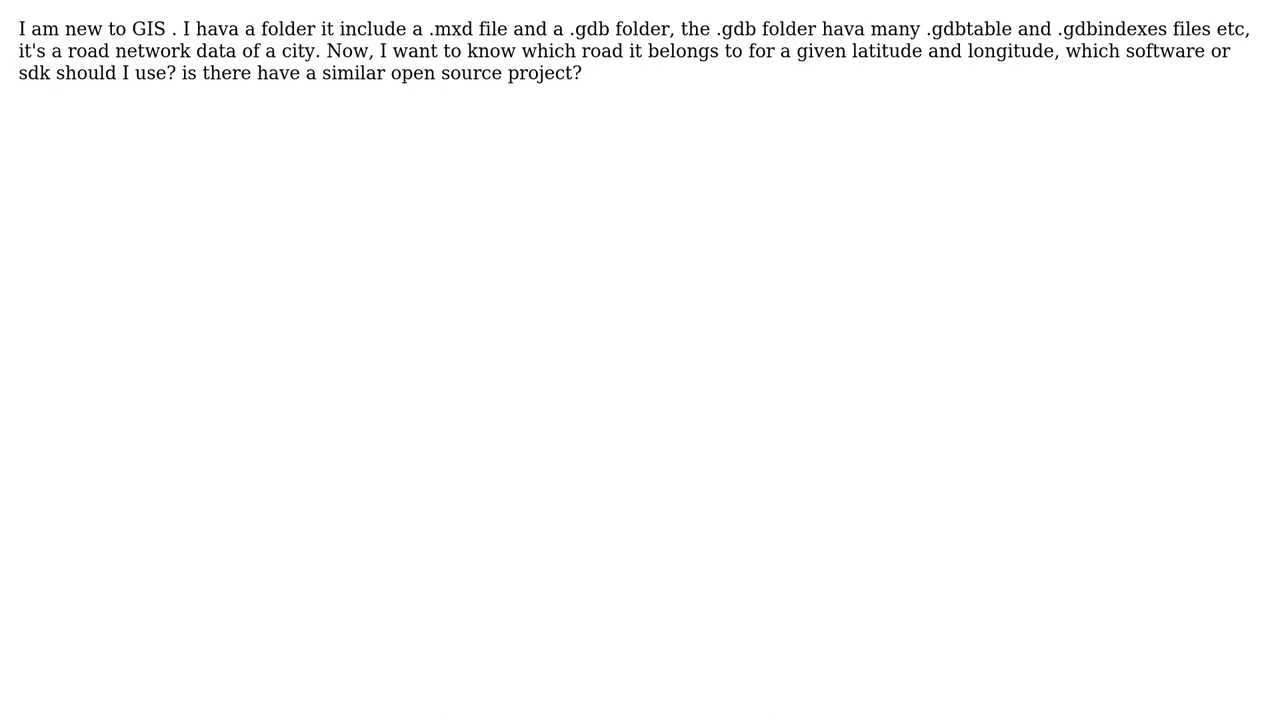 I am new to GIS . I hava a folder it include a .mxd file and a .gdb folder, the .gdb folder hava many .gdbtable and .gdbindexes files etc,
it's a road network data of a city. Now, I want to know which road it belongs to for a given latitude and longitude, which software or
sdk should I use? is there have a similar open source project?